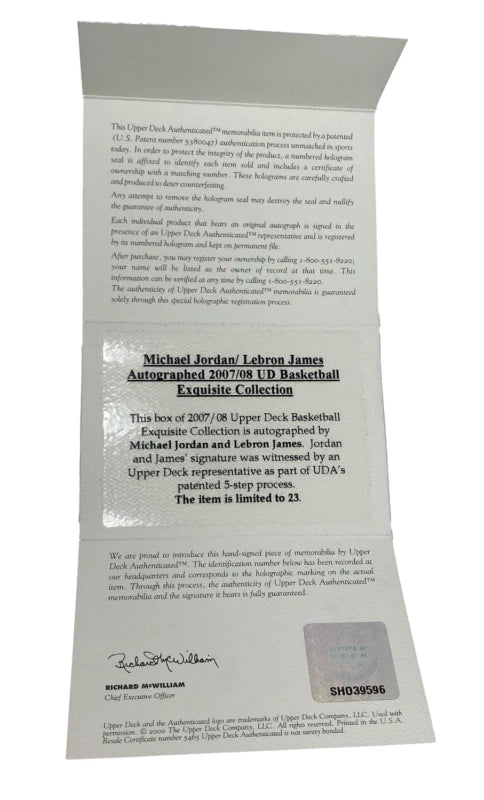 This Upper Deck Authenticated™ memorabilia item is protected by a patented
(U.S. Patent number 5380047) authentication process unmatched in sports
today. In order to protect the integrity of the product, a numbered hologram
seal is affixed to identify each item sold and includes a certificate of
ownership with a matching number. These holograms are carefully crafted
and produced to deter counterfeiting.
Any attempt to remove the hologram seal may destroy the seal and nullify
the guarantee of authenticity.
Each individual product that bears an original autograph is signed in the
presence of an Upper Deck Authenticated™ representative and is registered
by its numbered hologram and kept on permanent file.
After purchase, you may register your ownership by calling 1-800-551-8220;
your name will be listed as the owner of record at that time. This
information can be verified at any time by calling 1-800-551-8220.
The authenticity of Upper Deck Authenticated™ memorabilia is guaranteed
solely through this special holographic registration process.
Michael Jordan/ Lebron James
Autographed 2007/08 UD Basketball
Exquisite Collection
This box of 2007/08 Upper Deck Basketball
Exquisite Collection is autographed by
Michael Jordan and Lebron James. Jordan
and James' signature was witnessed by an
Upper Deck representative as part of UDA's
patented 5-step process.
The item is limited to 23.
We are proud to introduce this hand-signed piece of memorabilia by Upper
Deck Authenticated™. The identification number below has been recorded at
our headquarters and corresponds to the holographic marking on the actual
item. Through this process, the authenticity of Upper Deck Authenticated™
memorabilia and the signature it bears is fully guaranteed.
Richard McWilliam
RICHARD McWILLIAM
Chief Executive Officer
UPPER
DECK
SHO39596
Upper Deck and the Authenticated logo are trademarks of Upper Deck Company, LLC. Used with
permission. © 2000 The Upper Deck Company, LLC. All rights reserved. Printed in the U.S.A.
Resale Certificate number 5465 Upper Deck Authenticated is not surety bonded.